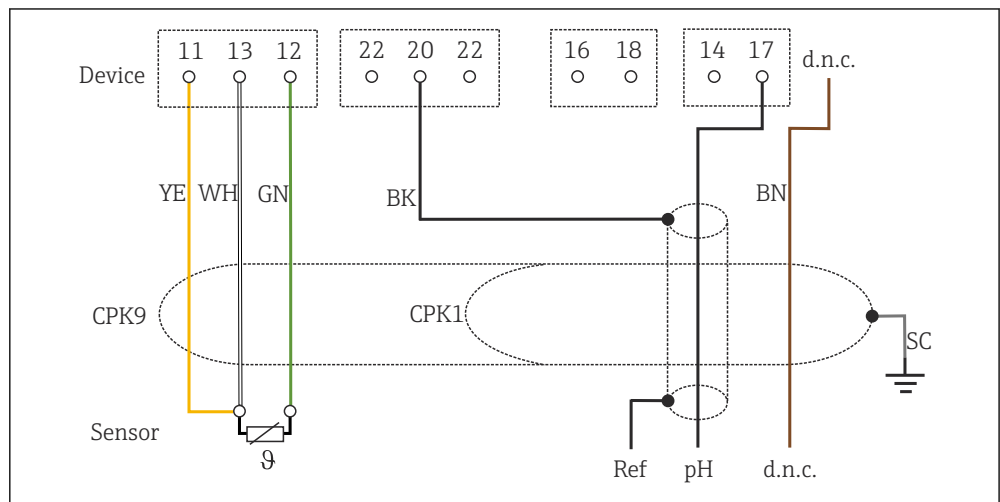 11 13 12
22 20 22
16 18
14 17
d.n.c.
Device
YE WH GN
BK
BN
CPK9
CPK1
SC
Sensor
ϑ
Ref pH d.n.c.